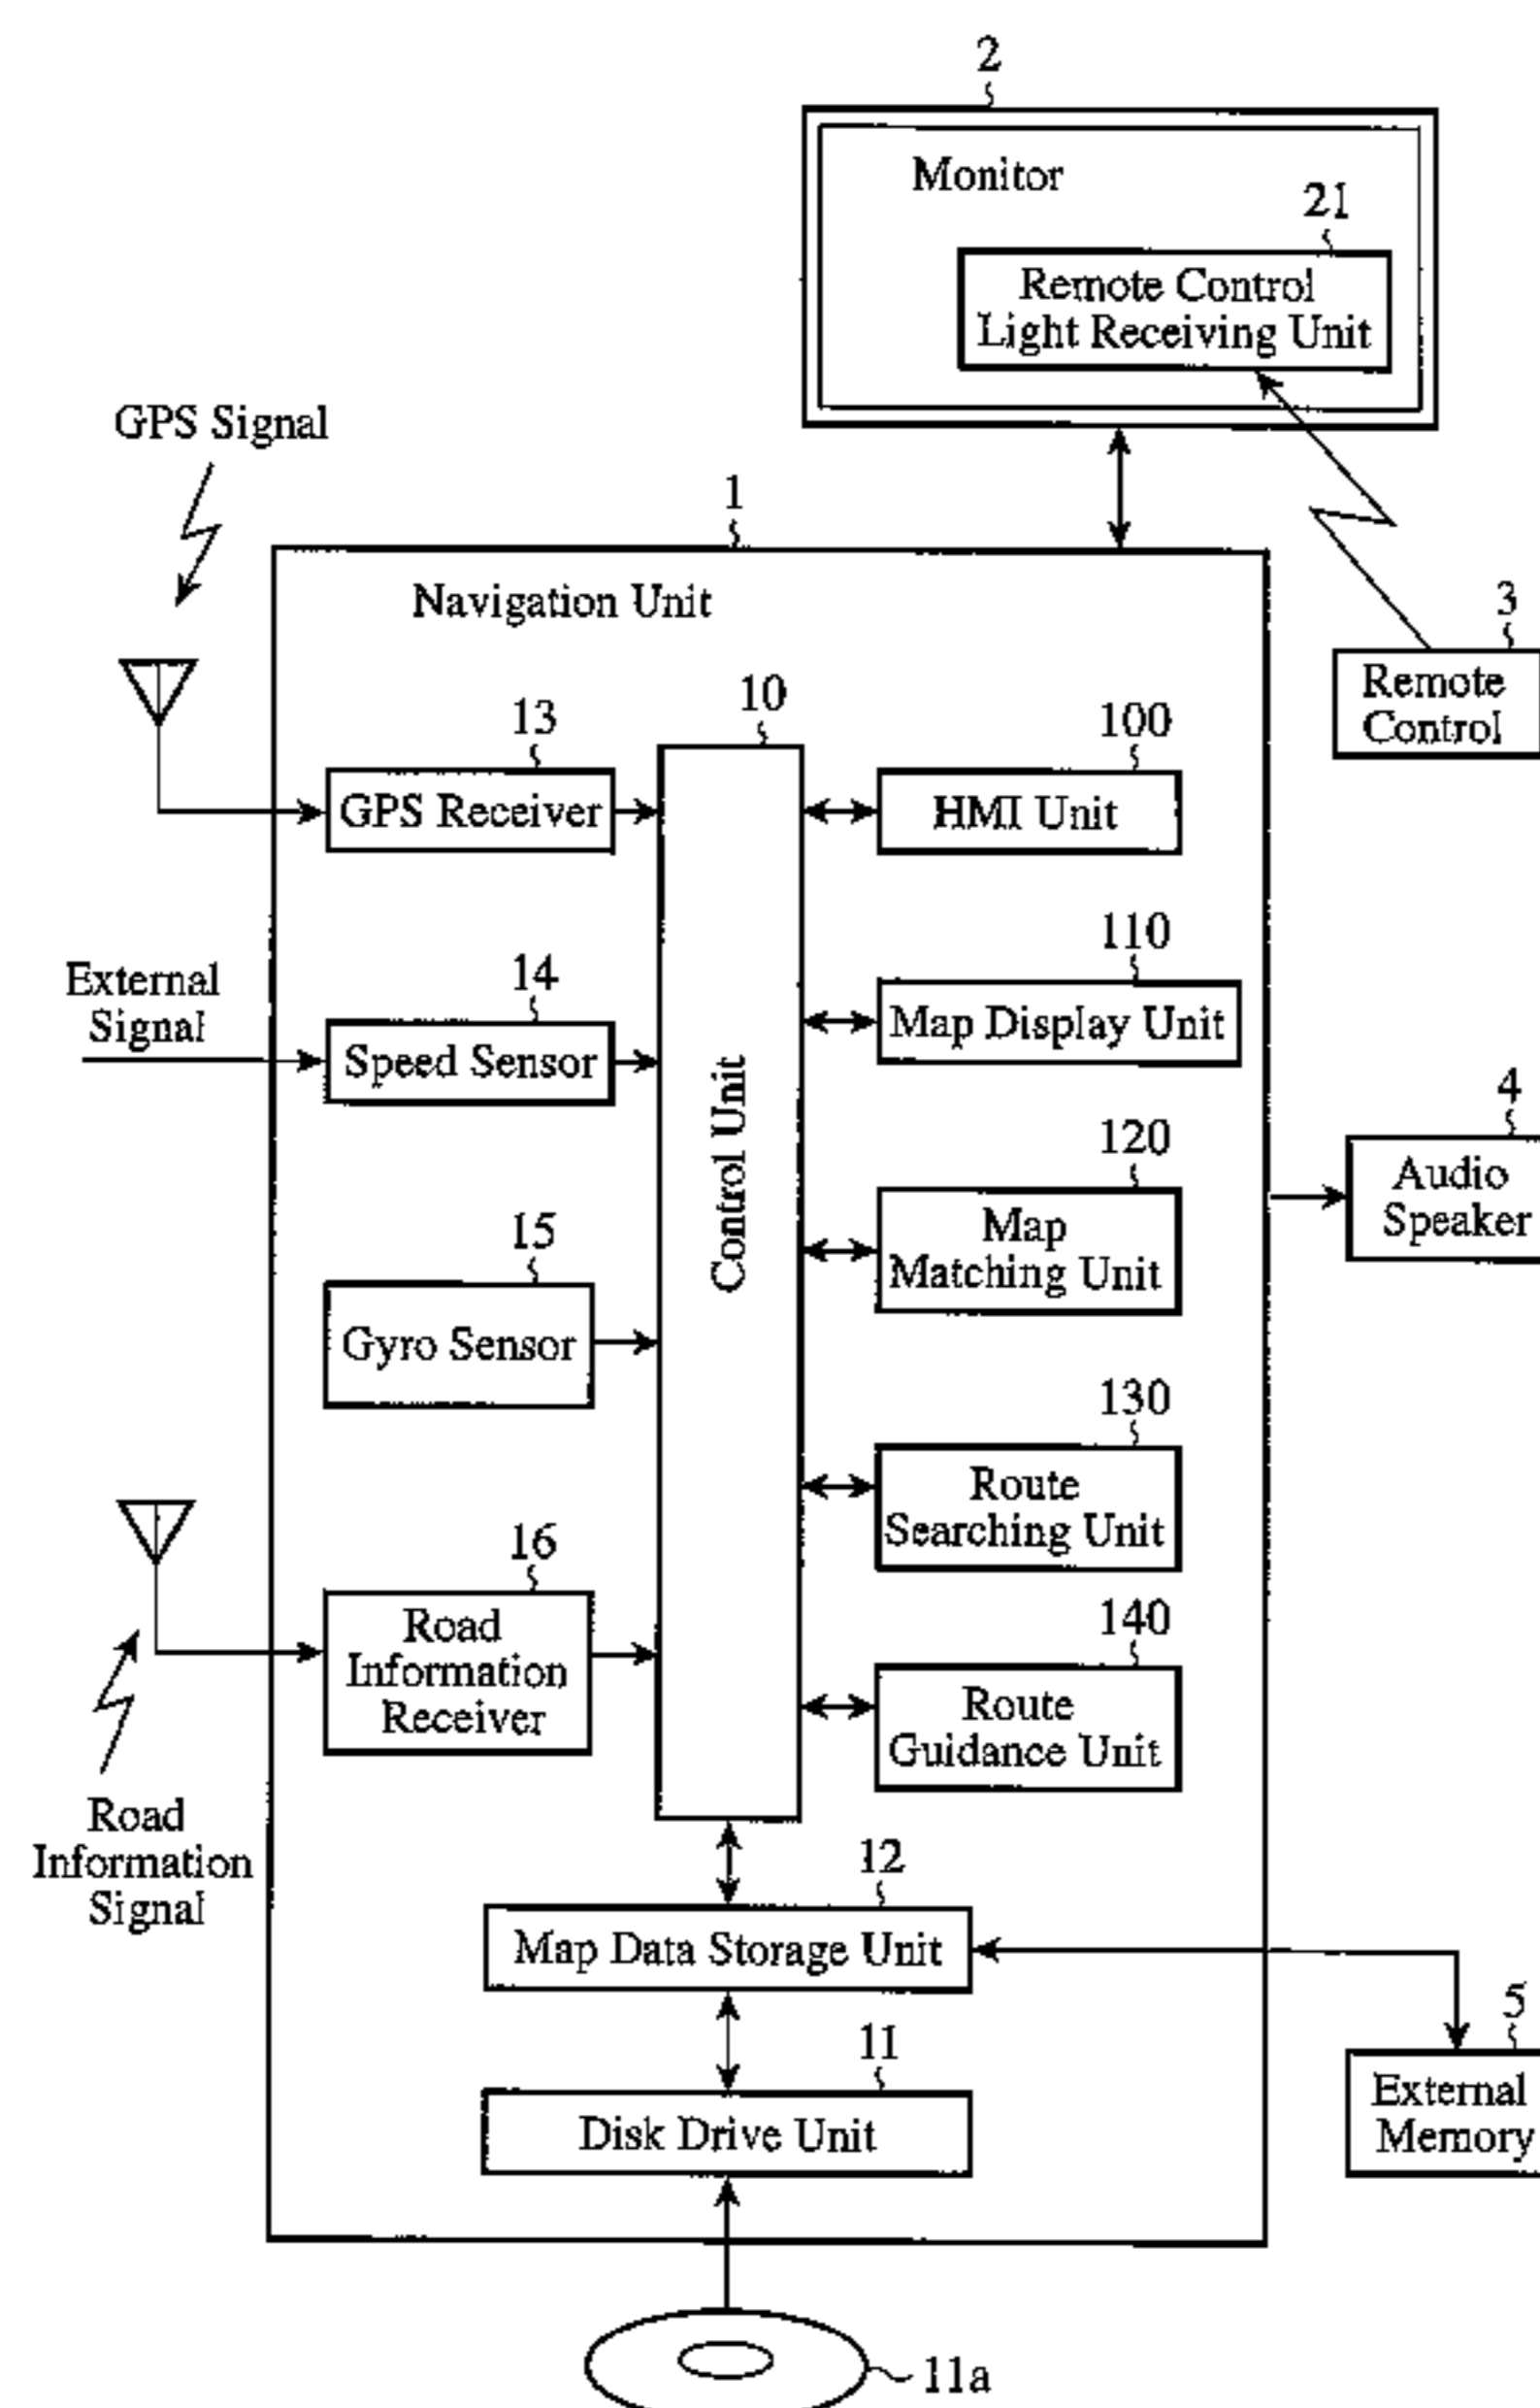 2
Monitor
21
Remote Control
Light Receiving Unit
GPS Signal
1
Navigation Unit
3
Remote
Control
10
13
GPS Receiver
100
HMI Unit
External
Signal
14
Speed Sensor
110
Map Display Unit
Control Unit
120
Map
Matching Unit
4
Audio
Speaker
15
Gyro Sensor
130
Route
Searching Unit
16
Road
Information
Receiver
140
Route
Guidance Unit
Road
Information
Signal
12
Map Data Storage Unit
5
External
Memory
11
Disk Drive Unit
11a